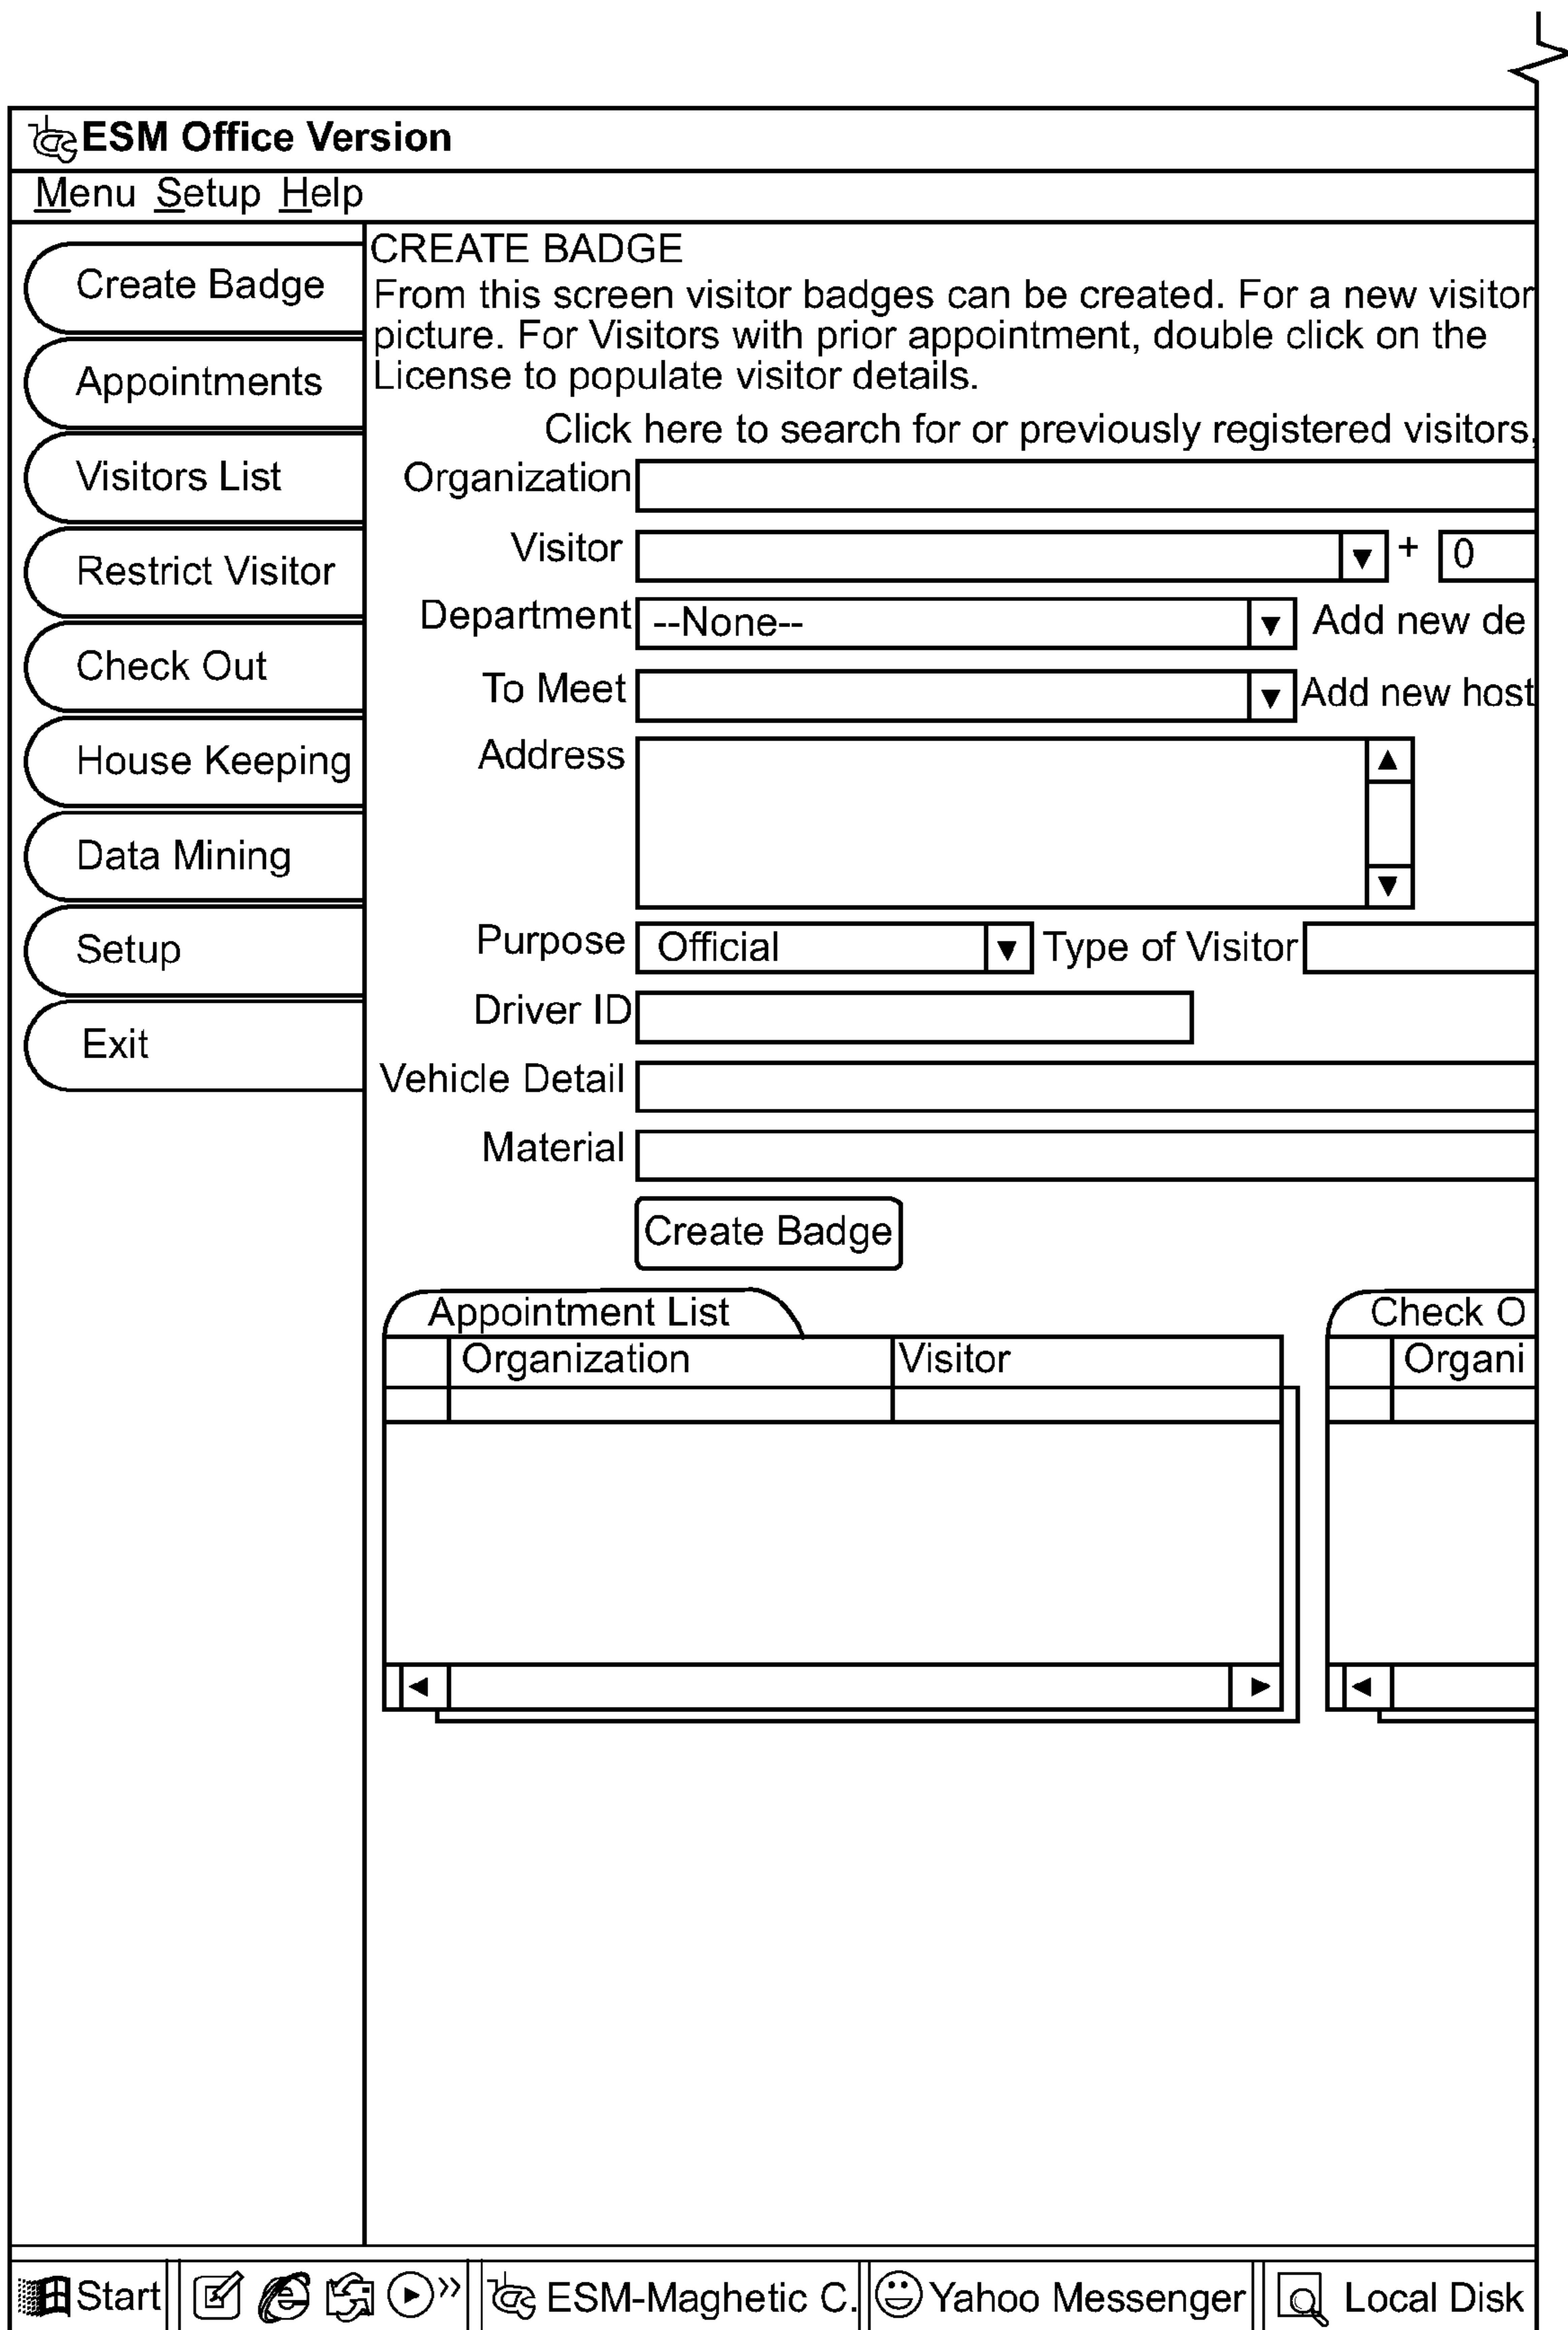 ESM Office Version
Menu Setup Help
Create Badge
Appointments
Visitors List
Restrict Visitor
Check Out
House Keeping
Data Mining
Setup
Exit
CREATE BADGE
From this screen visitor badges can be created. For a new visitor
picture. For Visitors with prior appointment, double click on the
License to populate visitor details.
Click here to search for or previously registered visitors,
Organization
Visitor + 0
Department --None-- Add new de
To Meet Add new host
Address
Purpose Official Type of Visitor
Driver ID
Vehicle Detail
Material
Create Badge
Appointment List
Organization Visitor
Check O
Organi
Start ESM-Maghetic C. Yahoo Messenger Local Disk